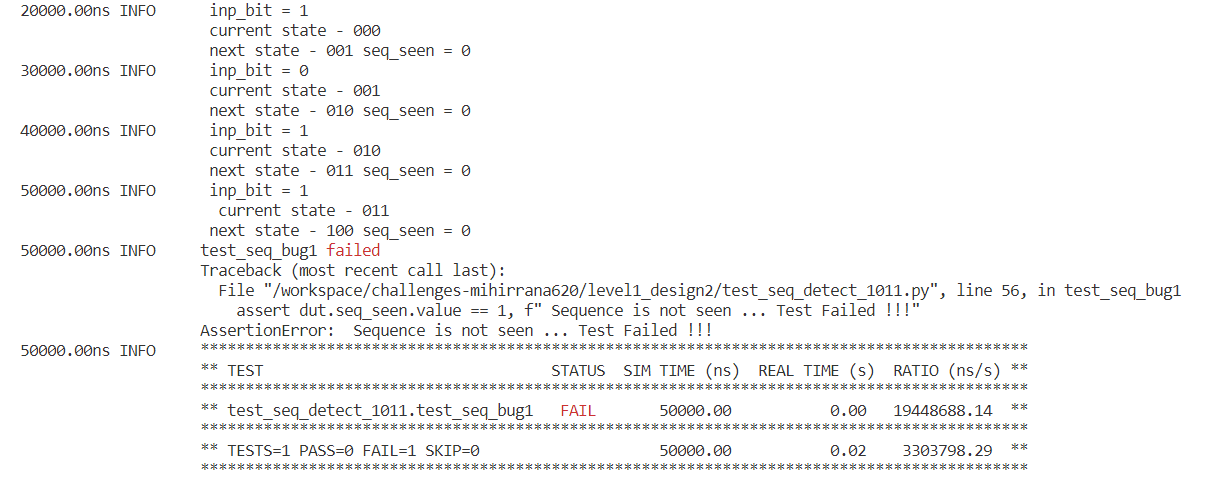 20000.00ns INFO     inp_bit = 1
current state - 000
next state - 001 seq_seen = 0
30000.00ns INFO     inp_bit = 0
current state - 001
next state - 010 seq_seen = 0
40000.00ns INFO     inp_bit = 1
current state - 010
next state - 011 seq_seen = 0
50000.00ns INFO     inp_bit = 1
current state - 011
next state - 100 seq_seen = 0
50000.00ns INFO     test_seq_bug1 failed
Traceback (most recent call last):
File "/workspace/challenges-mihirrana620/level1_design2/test_seq_detect_1011.py", line 56, in test_seq_bug1
assert dut.seq_seen.value == 1, f" Sequence is not seen ... Test Failed !!!"
AssertionError:  Sequence is not seen ... Test Failed !!!
50000.00ns INFO     ********************************************************************************************
** TEST                                STATUS  SIM TIME (ns)  REAL TIME (s)  RATIO (ns/s) **
********************************************************************************************
** test_seq_detect_1011.test_seq_bug1   FAIL       50000.00           0.00   19448688.14  **
********************************************************************************************
** TESTS=1 PASS=0 FAIL=1 SKIP=0                    50000.00           0.02    3303798.29  **
********************************************************************************************